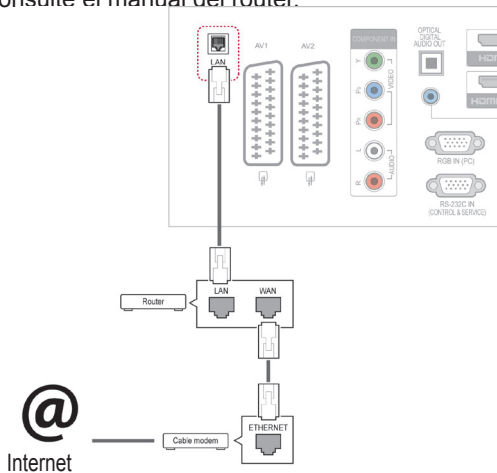 onsulte el manual del router.
LAN
AV1
AV2
COMPONENT IN
Y
PB
PR
VIDEO
L
R
AUDIO
OPTICAL
DIGITAL
AUDIO OUT
HDMI
HDMI
RGB IN (PC)
RS-232C IN
(CONTROL & SERVICE)
Router
LAN
WAN
ETHERNET
Cable modem
@
Internet